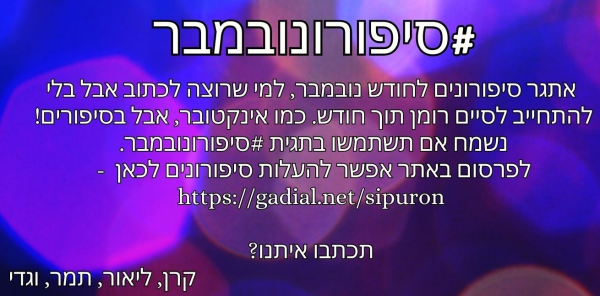 #סיפורונובמבר
אתגר סיפורונים לחודש נובמבר, למי שרוצה לכתוב אבל בלי
להתחייב לסיים רומן תוך חודש. כמו אינקטובר, אבל בסיפורים!
נשמח אם תשתמשו בתגית #סיפורונובמבר.
לפרסום באתר אפשר להעלות סיפורונים לכאן -
https://gadial.net/sipuron
תכתבו איתנו?
קרן, ליאור, תמר, וגדי